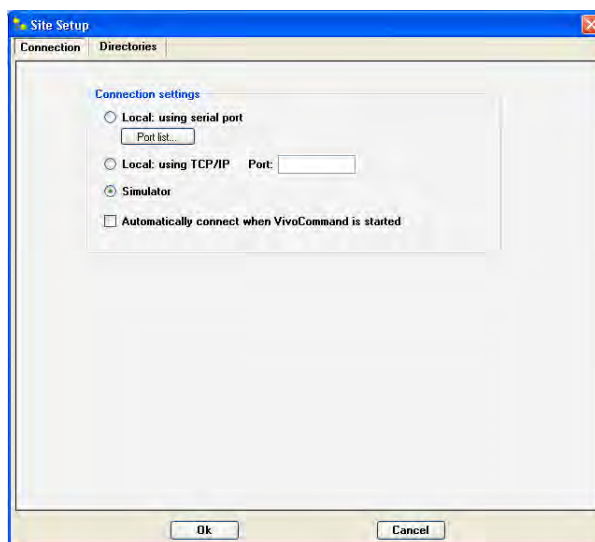 Site Setup
Connection Directories
Connection settings
Local: using serial port
Port list...
Local: using TCP/IP Port:
Simulator
Automatically connect when VivoCommand is started
Ok Cancel